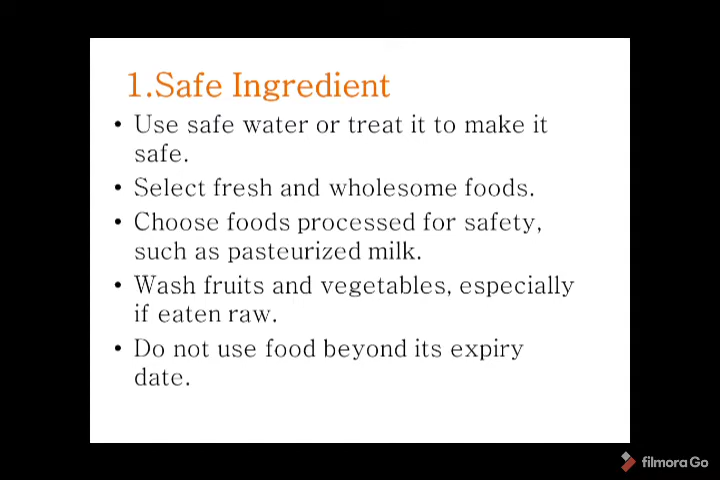 1.Safe Ingredient
• Use safe water or treat it to make it
safe.
• Select fresh and wholesome foods.
• Choose foods processed for safety,
such as pasteurized milk.
• Wash fruits and vegetables, especially
if eaten raw.
• Do not use food beyond its expiry
date.
filmora Go